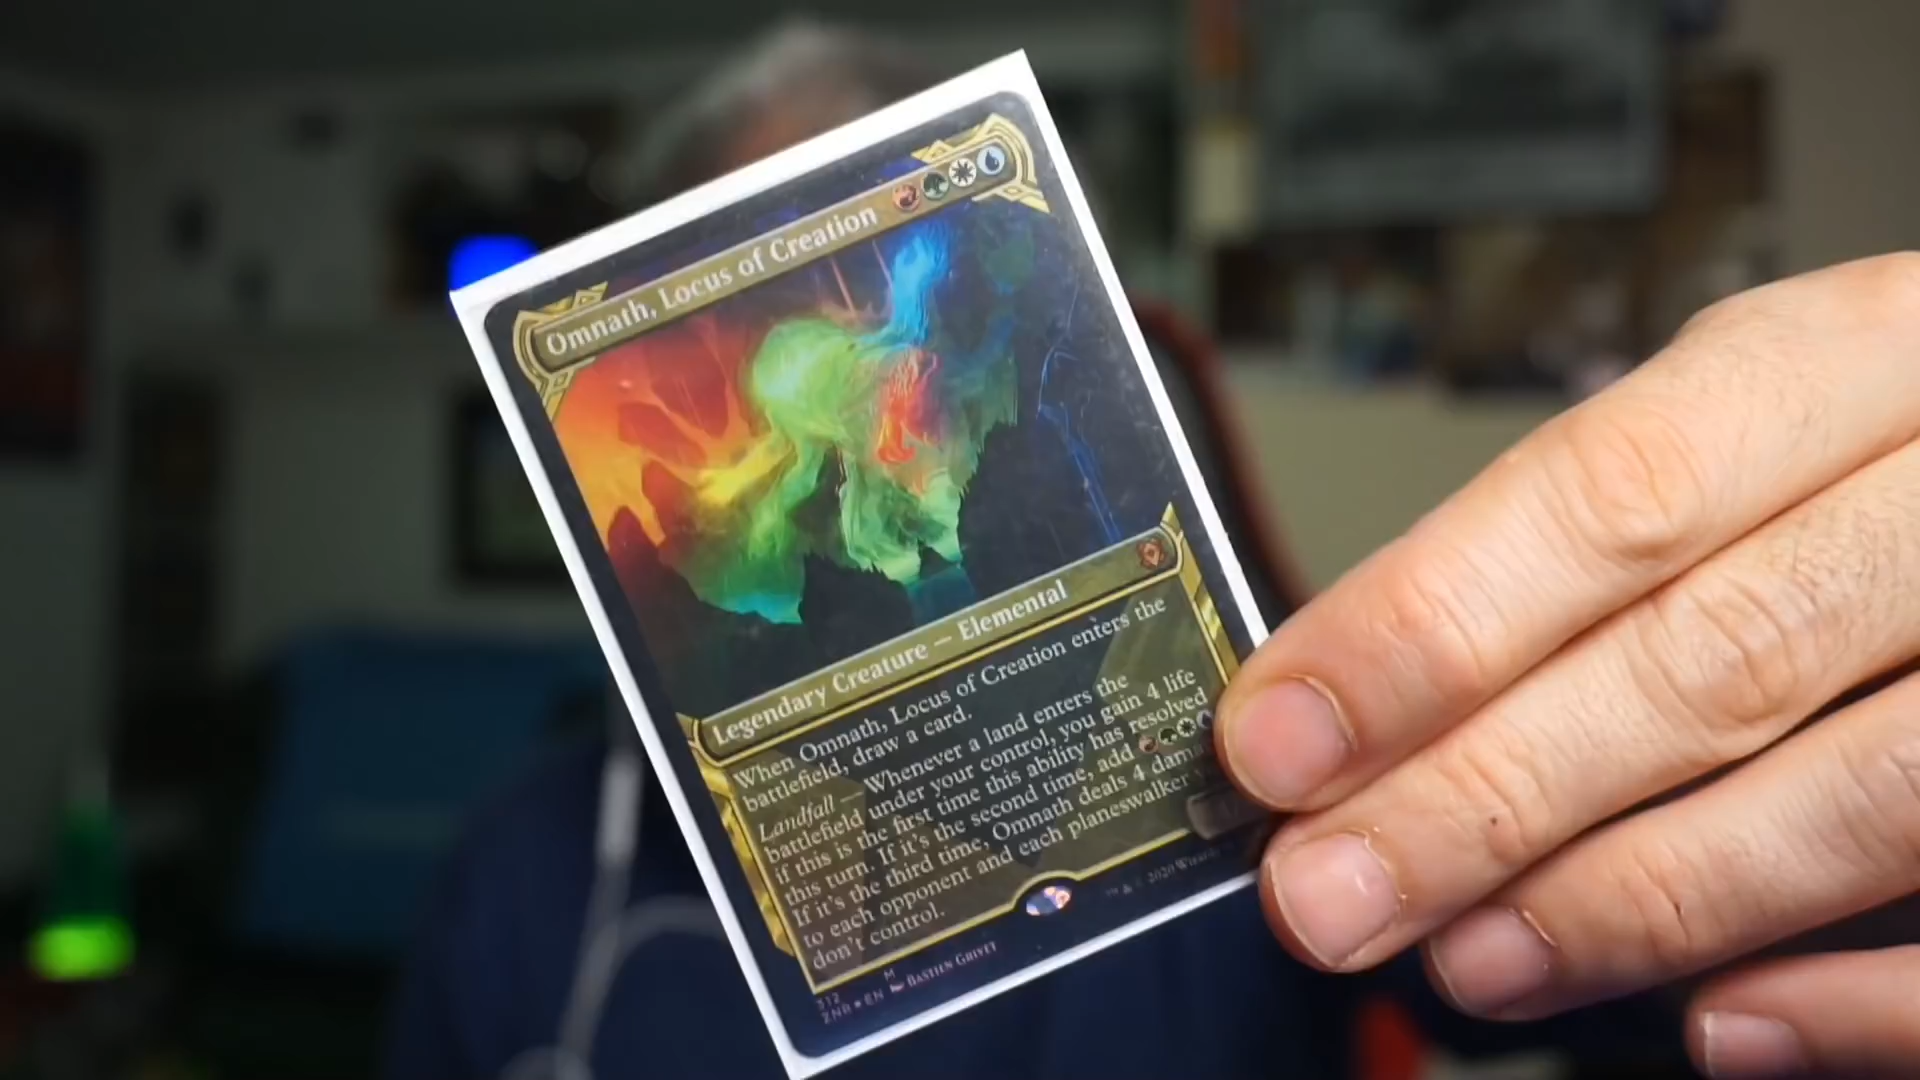 Omnath, Locus of Creation
Legendary Creature — Elemental
When Omnath, Locus of Creation enters the
battlefield, draw a card.
Landfall — Whenever a land enters the
battlefield under your control, you gain 4 life
if this is the first time this ability has resolved
this turn. If it's the second time, add
If it's the third time, Omnath deals 4
to each opponent and each planeswalker
don't control.
312 M
ZNR EN BASTIEN GRIVET
™ & © 2020